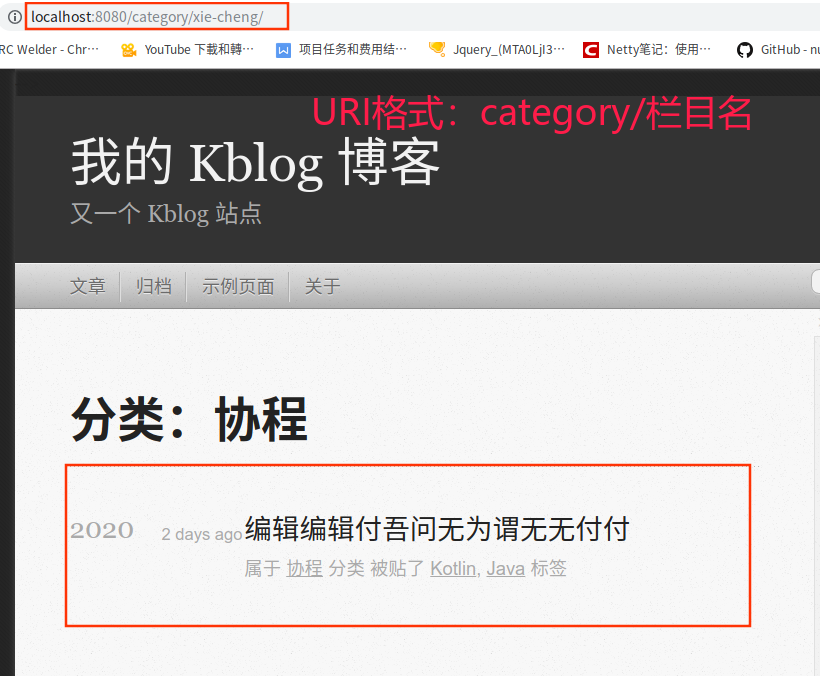 localhost:8080/category/xie-cheng/
RC Welder - Chr… YouTube 下載和轉… 项目任务和费用结… Jquery_(MTA0LjI3… Netty笔记：使用… GitHub - nu
URI格式：category/栏目名
我的 Kblog 博客
又一个 Kblog 站点
文章 归档 示例页面 关于
分类：协程
2020 2 days ago 编辑编辑付吾问无为谓无无付付
属于 协程 分类 被贴了 Kotlin, Java 标签